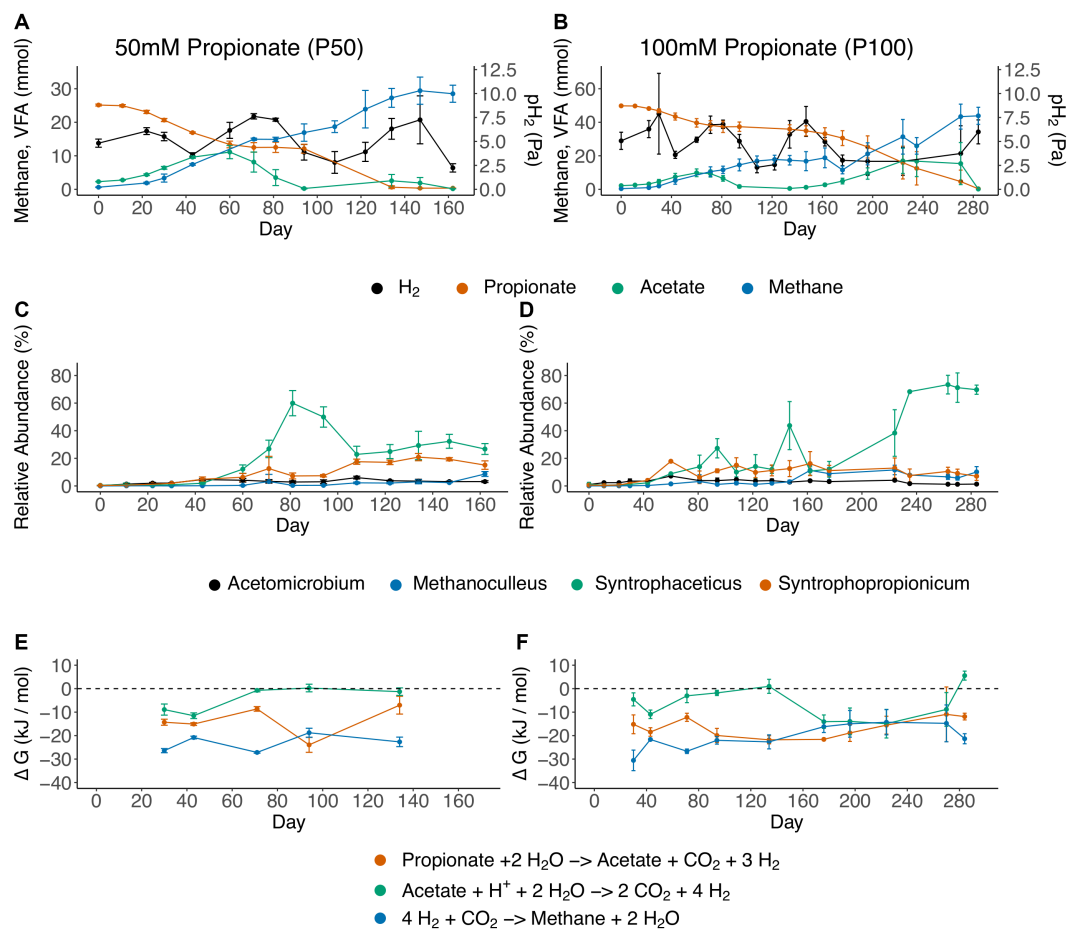 A
B
50mM Propionate (P50)
100mM Propionate (P100)
Methane, VFA (mmol)
30
20
10
0
12.5
10.0
7.5
5.0
2.5
0.0
pH₂ (Pa)
0 20 40 60 80 100 120 140 160
Day
Methane, VFA (mmol)
60
40
20
0
12.5
10.0
7.5
5.0
2.5
0.0
pH₂ (Pa)
0 40 80 120 160 200 240 280
Day
H₂ Propionate Acetate Methane
C
D
Relative Abundance (%)
80
60
40
20
0
0 20 40 60 80 100 120 140 160
Day
Relative Abundance (%)
80
60
40
20
0
0 40 80 120 160 200 240 280
Day
Acetomicrobium Methanoculleus Syntrophaceticus Syntrophopropionicum
E
F
Δ G (kJ / mol)
10
0
−10
−20
−30
−40
0 20 40 60 80 100 120 140 160
Day
Δ G (kJ / mol)
10
0
−10
−20
−30
−40
0 40 80 120 160 200 240 280
Day
Propionate +2 H₂O −> Acetate + CO₂ + 3 H₂
Acetate + H⁺ + 2 H₂O −> 2 CO₂ + 4 H₂
4 H₂ + CO₂ −> Methane + 2 H₂O